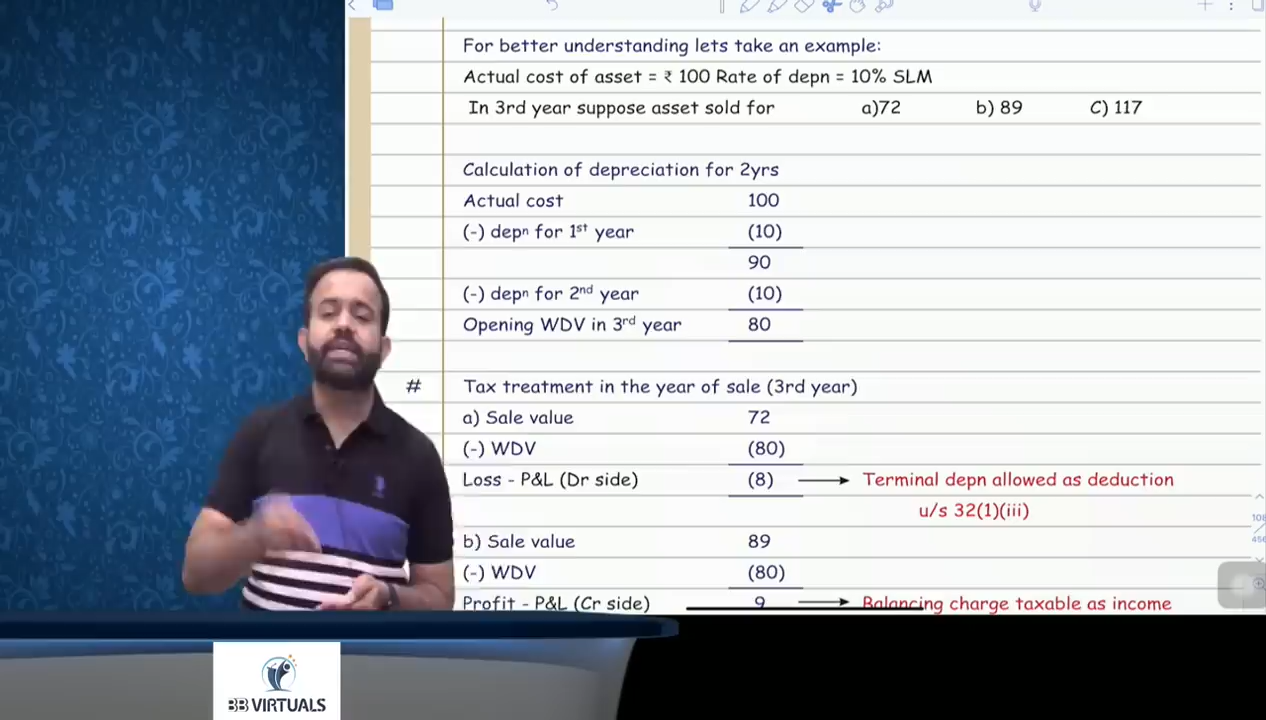 For better understanding lets take an example:
Actual cost of asset = ₹ 100 Rate of depn = 10% SLM
In 3rd year suppose asset sold for a)72 b) 89 C) 117
Calculation of depreciation for 2yrs
Actual cost 100
(-) depn for 1st year (10)
90
(-) depn for 2nd year (10)
Opening WDV in 3rd year 80
# Tax treatment in the year of sale (3rd year)
a) Sale value 72
(-) WDV (80)
Loss - P&L (Dr side) (8) → Terminal depn allowed as deduction
u/s 32(1)(iii)
b) Sale value 89
(-) WDV (80)
Profit - P&L (Cr side) 9 → Balancing charge taxable as income
BB VIRTUALS